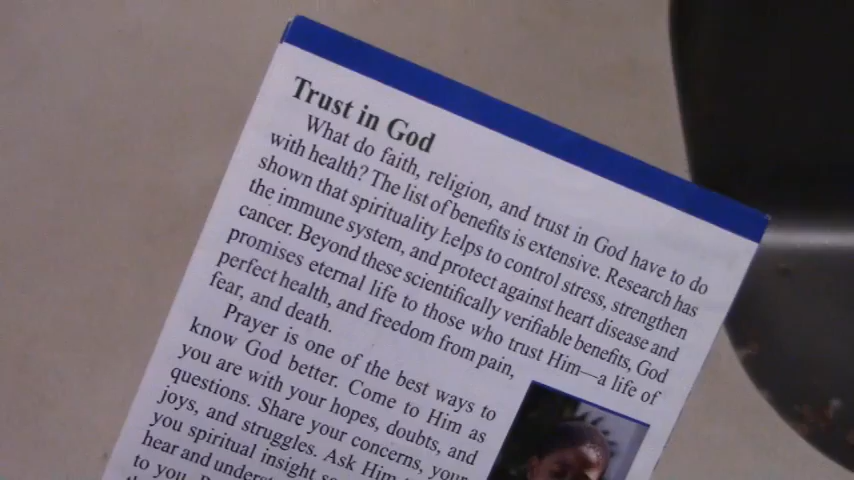 Trust in God
What do faith, religion, and trust in God have to do
with health? The list of benefits is extensive. Research has
shown that spirituality helps to control stress, strengthen
the immune system, and protect against heart disease and
cancer. Beyond these scientifically verifiable benefits, God
promises eternal life to those who trust Him—a life of
perfect health, and freedom from pain,
fear, and death.
Prayer is one of the best ways to
know God better. Come to Him as
you are with your hopes, doubts, and
questions. Share your concerns, your
joys, and struggles. Ask Him
you spiritual insight
hear and
to you.